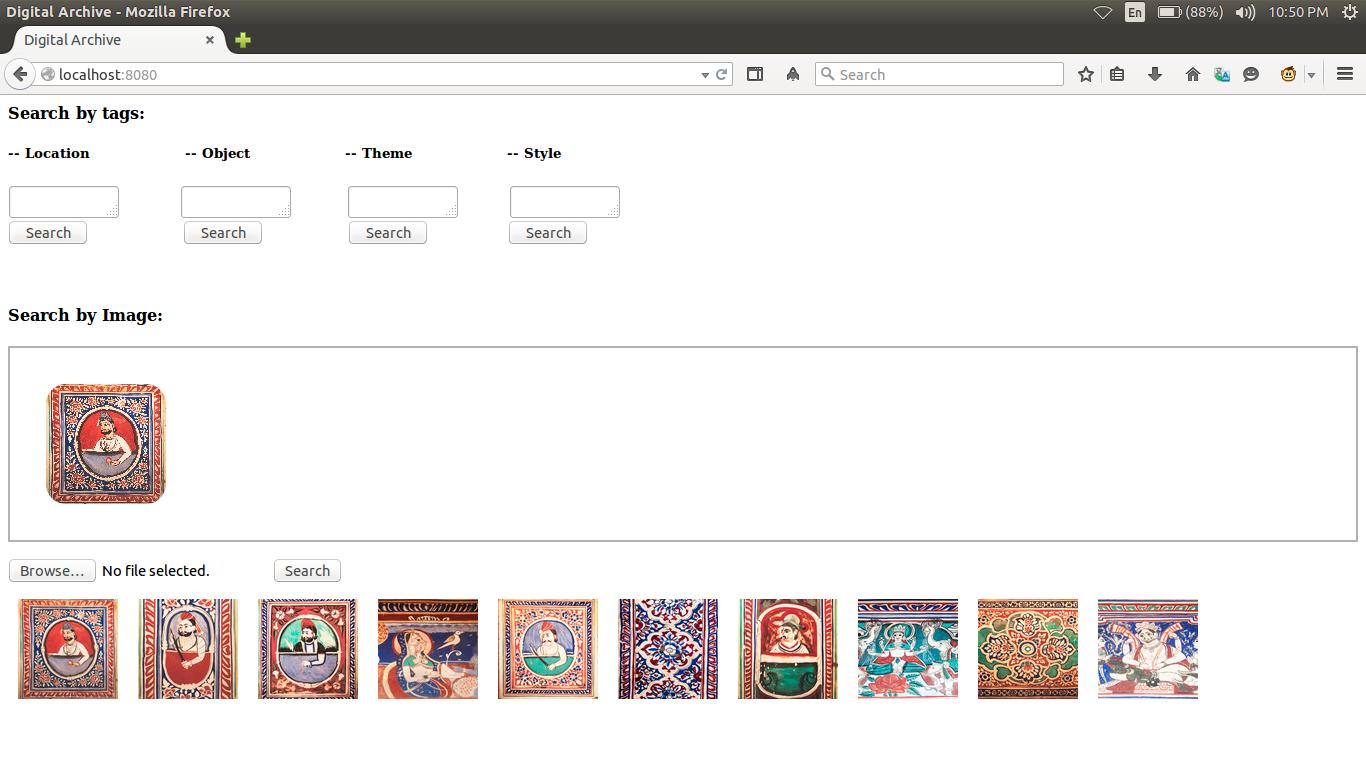 Digital Archive - Mozilla Firefox
En (88%) 10:50 PM
Digital Archive
localhost:8080
Search
Search by tags:
-- Location -- Object -- Theme -- Style
Search Search Search Search
Search by Image:
Browse... No file selected. Search